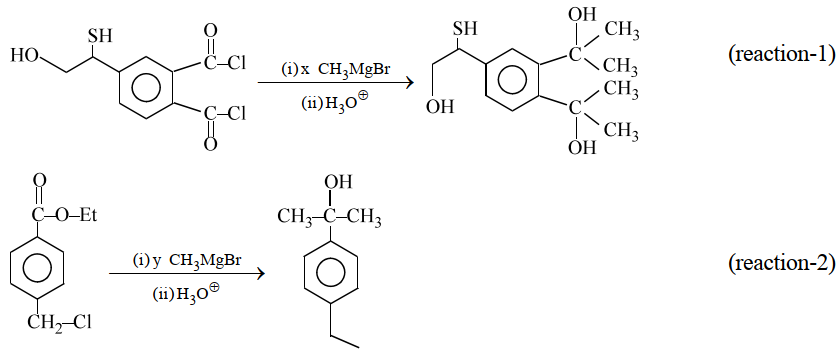 HO SH O C–Cl C–Cl O (i) x CH₃MgBr (ii) H₃O⊕ SH OH OH C CH₃ CH₃ C CH₃ CH₃ OH (reaction-1)
O C–O–Et CH₂–Cl (i) y CH₃MgBr (ii) H₃O⊕ OH CH₃–C–CH₃ (reaction-2)